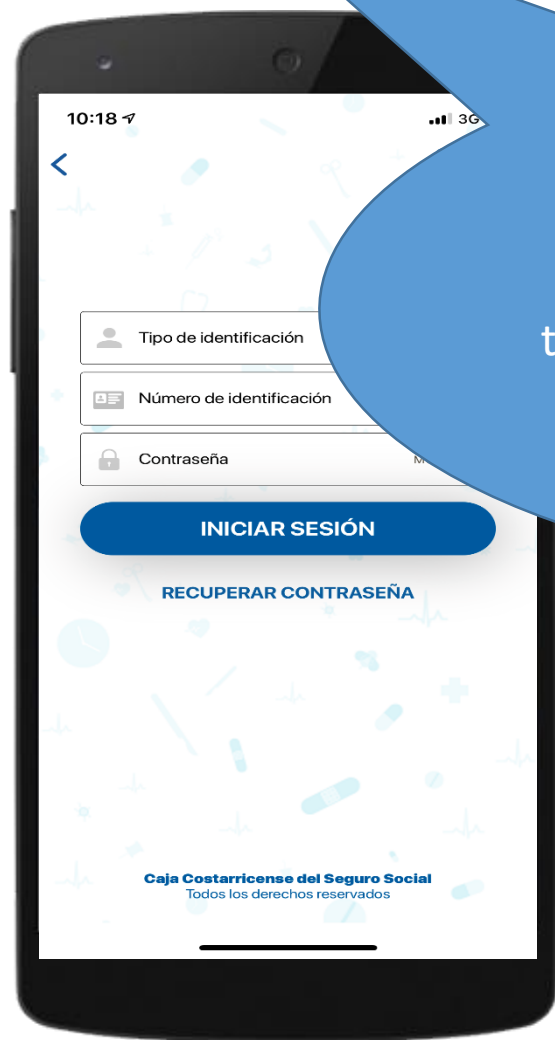 10:18
3G
Tipo de identificación
Número de identificación
Contraseña
INICIAR SESIÓN
RECUPERAR CONTRASEÑA
Caja Costarricense del Seguro Social
Todos los derechos reservados